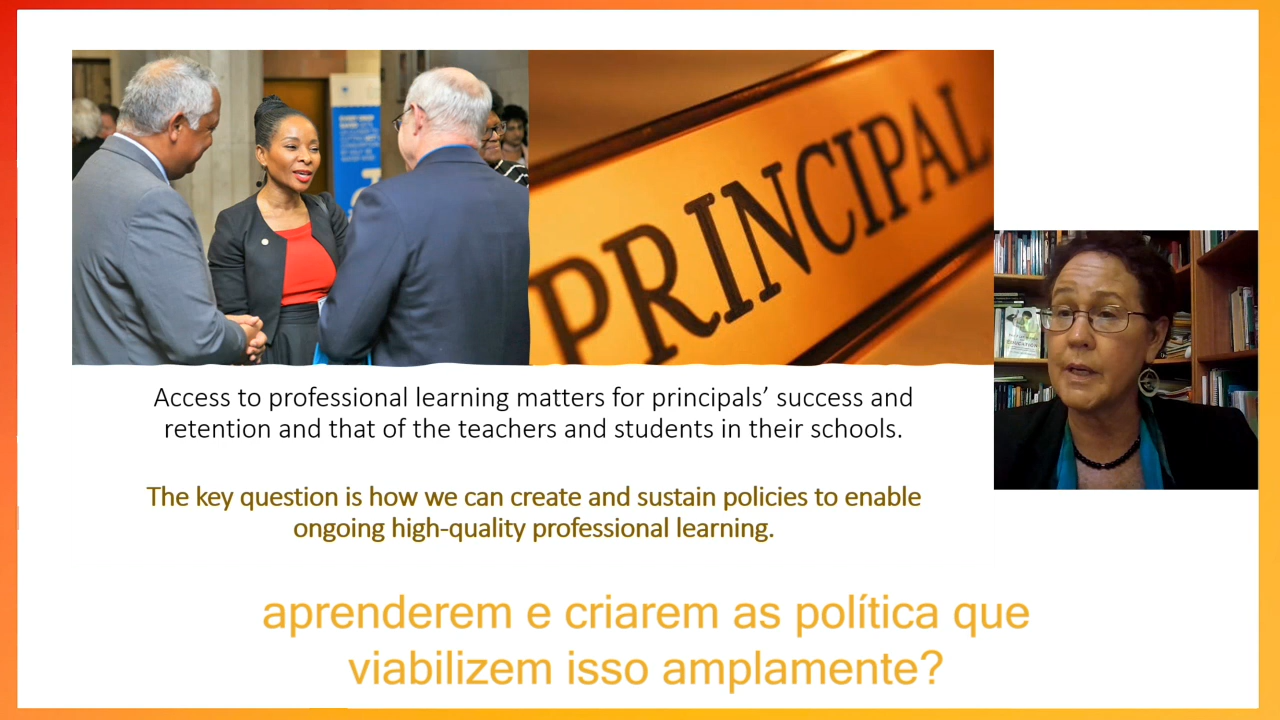 PRINCIPAL
Access to professional learning matters for principals’ success and
retention and that of the teachers and students in their schools.
The key question is how we can create and sustain policies to enable
ongoing high-quality professional learning.
aprenderem e criarem as política que
viabilizem isso amplamente?